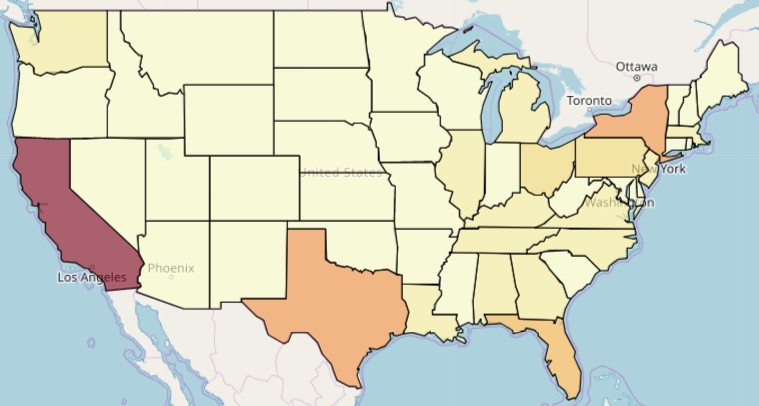 Ottawa
Toronto
United States
New York
Washington
Phoenix
Los Angeles